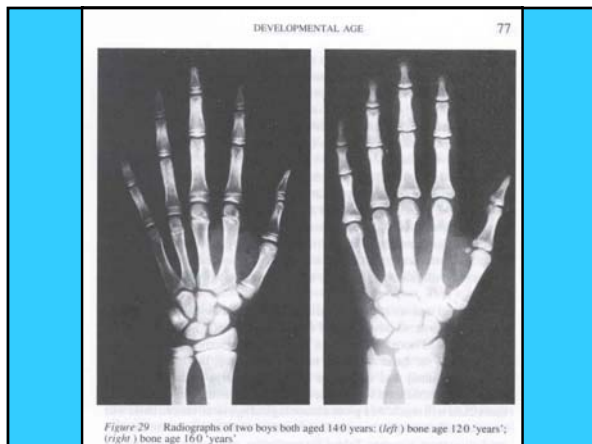 DEVELOPMENTAL AGE 77
Figure 29 Radiographs of two boys both aged 14·0 years: (left) bone age 12·0 'years';
(right) bone age 16·0 'years'